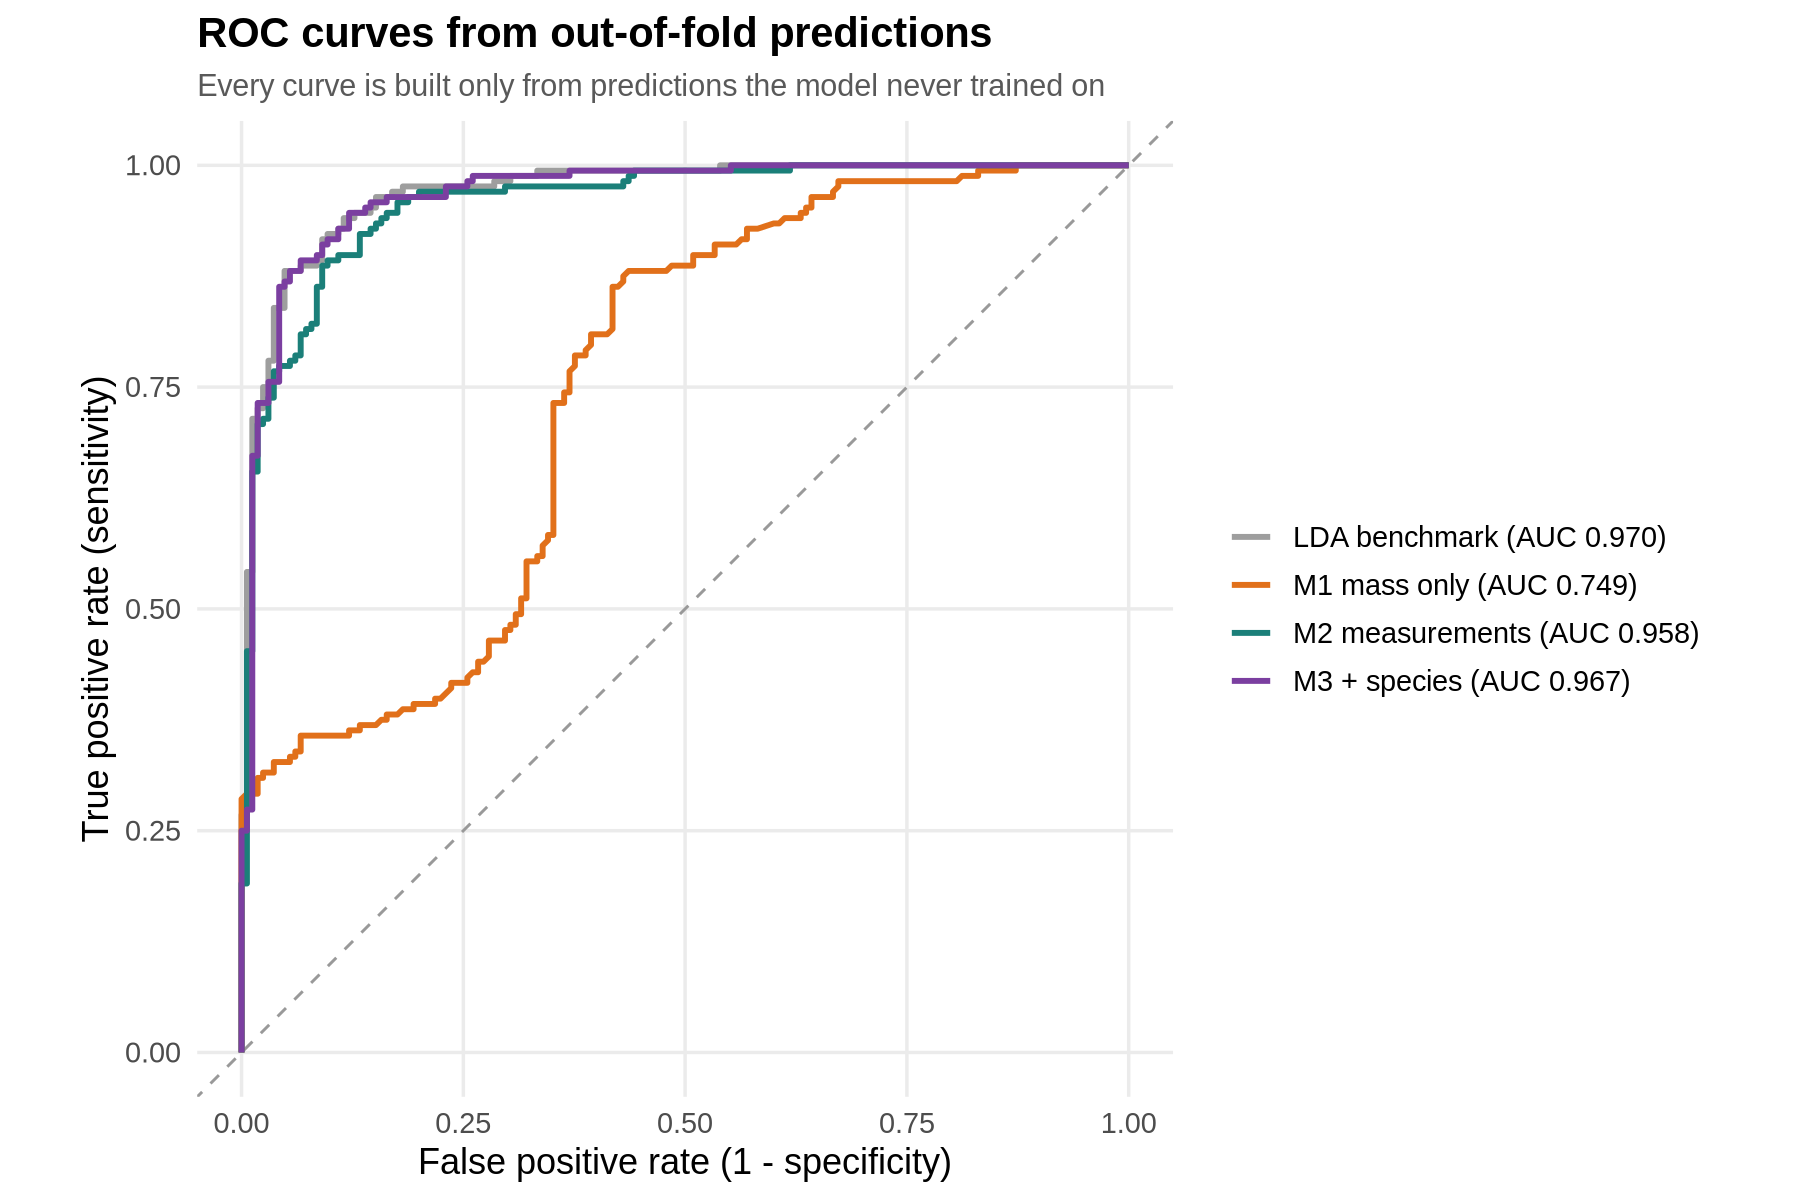 ROC curves from out-of-fold predictions
Every curve is built only from predictions the model never trained on
True positive rate (sensitivity)
1.00
0.75
0.50
0.25
0.00
0.00 0.25 0.50 0.75 1.00
False positive rate (1 - specificity)
LDA benchmark (AUC 0.970)
M1 mass only (AUC 0.749)
M2 measurements (AUC 0.958)
M3 + species (AUC 0.967)